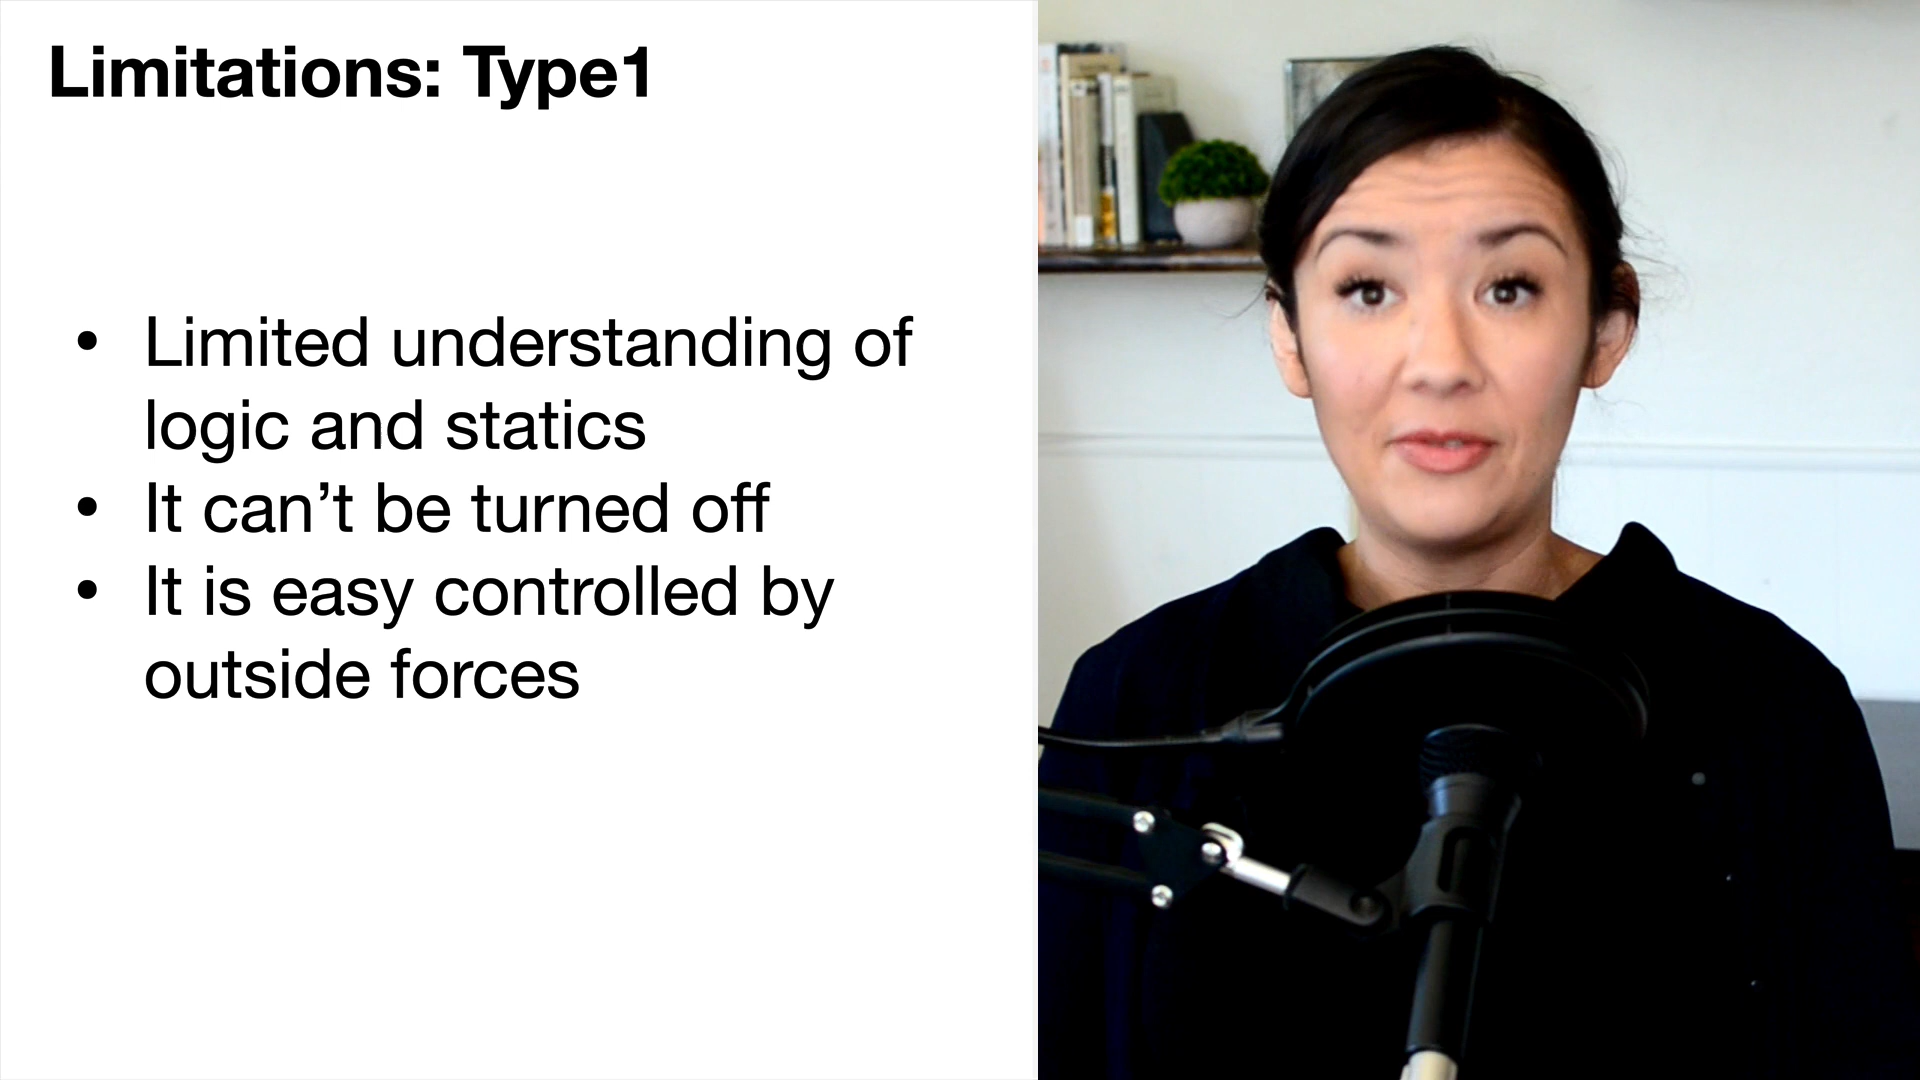 Limitations: Type1
• Limited understanding of
logic and statics
• It can’t be turned off
• It is easy controlled by
outside forces